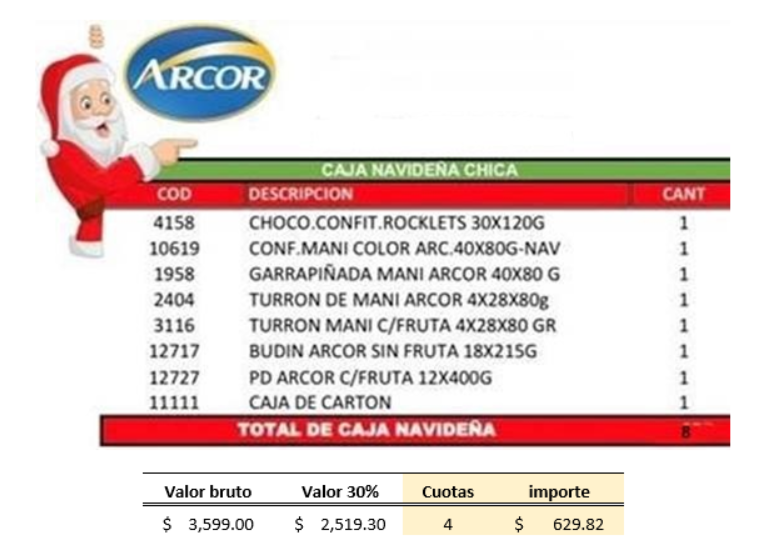 ARCOR
CAJA NAVIDEÑA CHICA
COD DESCRIPCION CANT
4158 CHOCO.CONFIT.ROCKLETS 30X120G 1
10619 CONF.MANI COLOR ARC.40X80G-NAV 1
1958 GARRAPIÑADA MANI ARCOR 40X80 G 1
2404 TURRON DE MANI ARCOR 4X28X80g 1
3116 TURRON MANI C/FRUTA 4X28X80 GR 1
12717 BUDIN ARCOR SIN FRUTA 18X215G 1
12727 PD ARCOR C/FRUTA 12X400G 1
11111 CAJA DE CARTON 1
TOTAL DE CAJA NAVIDEÑA 8
Valor bruto Valor 30% Cuotas importe
$ 3,599.00 $ 2,519.30 4 $ 629.82